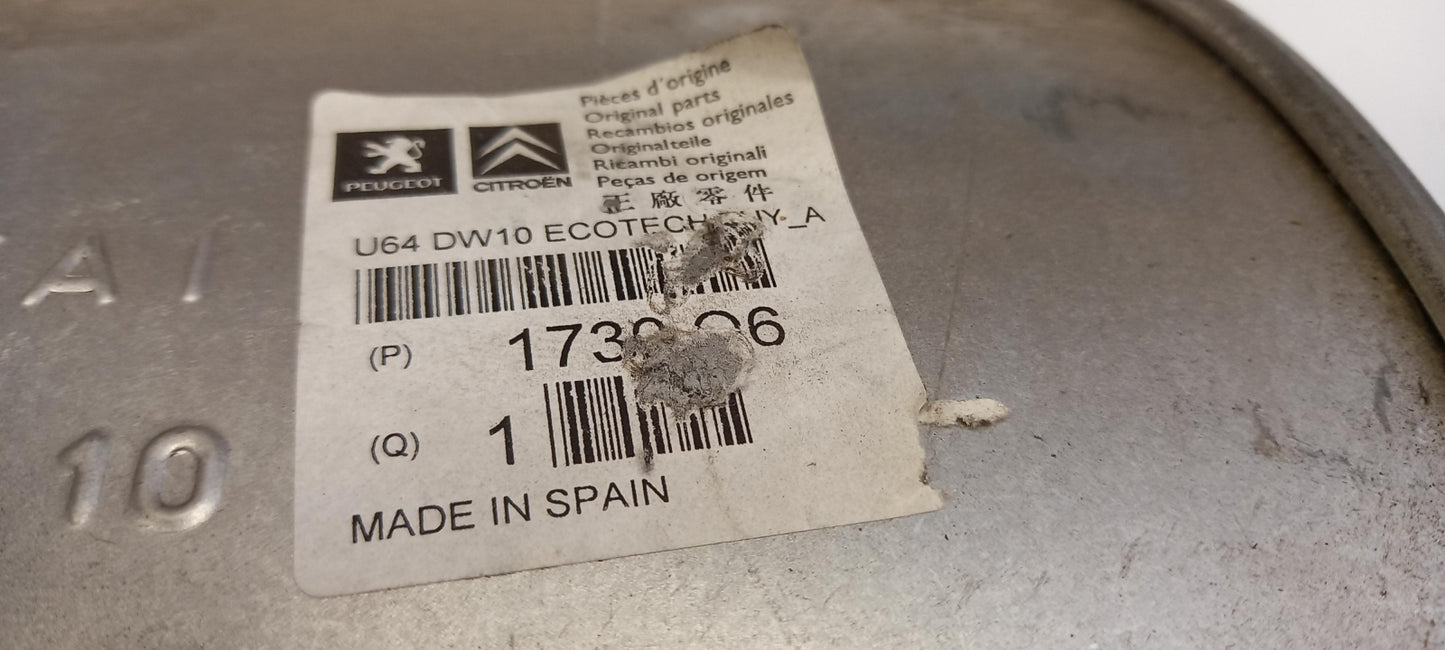 Pièces d'origine
Original parts
Recambios originales
Originalteile
Ricambi originali
Peças de origem
正廠零件
PEUGEOT
CITROËN
U64 DW10
(P)
(Q) 1
MADE IN SPAIN
10